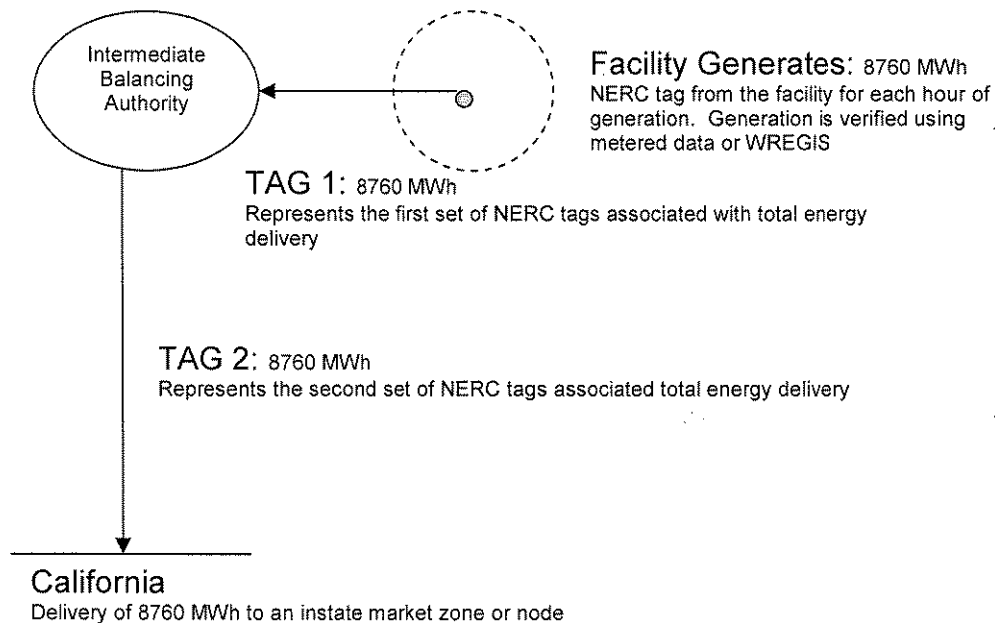 Intermediate
Balancing
Authority
Facility Generates: 8760 MWh
NERC tag from the facility for each hour of
generation. Generation is verified using
metered data or WREGIS
TAG 1: 8760 MWh
Represents the first set of NERC tags associated with total energy
delivery
TAG 2: 8760 MWh
Represents the second set of NERC tags associated total energy delivery
California
Delivery of 8760 MWh to an instate market zone or node